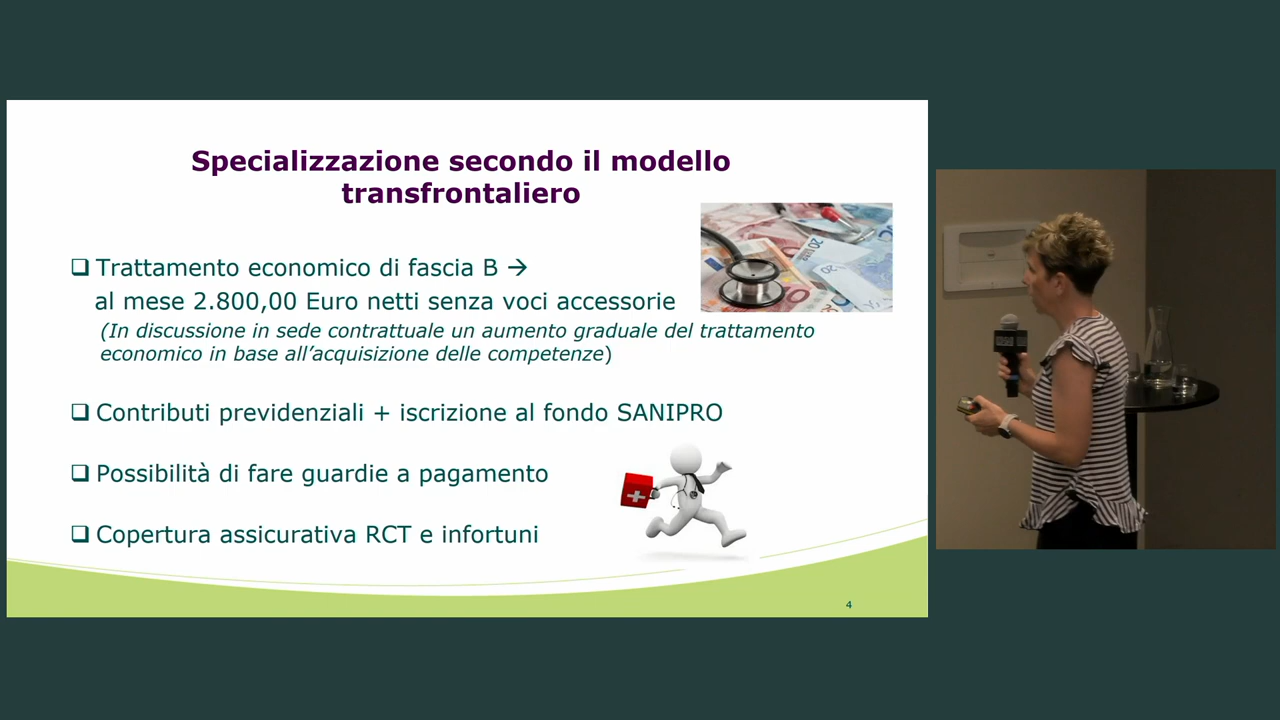 Specializzazione secondo il modello
transfrontaliero
❑ Trattamento economico di fascia B →
al mese 2.800,00 Euro netti senza voci accessorie
(In discussione in sede contrattuale un aumento graduale del trattamento
economico in base all’acquisizione delle competenze)
❑ Contributi previdenziali + iscrizione al fondo SANIPRO
❑ Possibilità di fare guardie a pagamento
❑ Copertura assicurativa RCT e infortuni
4